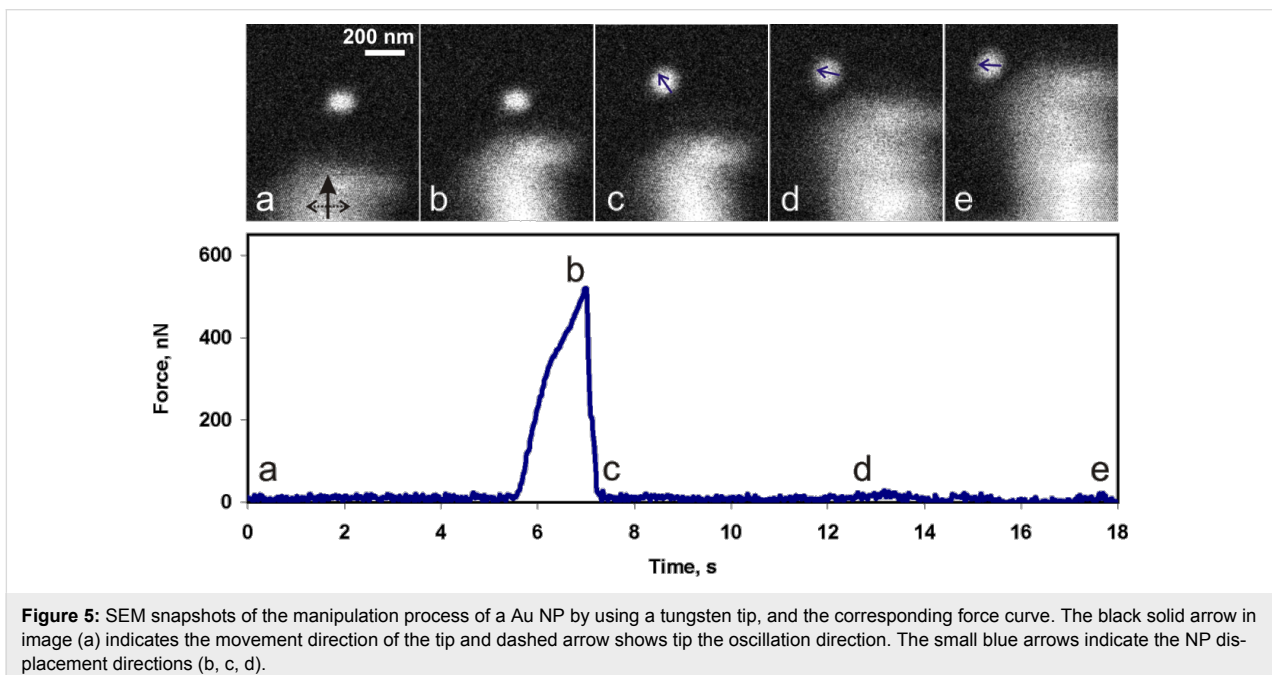 200 nm
a b c d e
600
400
200
0
Force, nN
b
a c d e
0 2 4 6 8 10 12 14 16 18
Time, s
Figure 5: SEM snapshots of the manipulation process of a Au NP by using a tungsten tip, and the corresponding force curve. The black solid arrow in
image (a) indicates the movement direction of the tip and dashed arrow shows tip the oscillation direction. The small blue arrows indicate the NP dis-
placement directions (b, c, d).